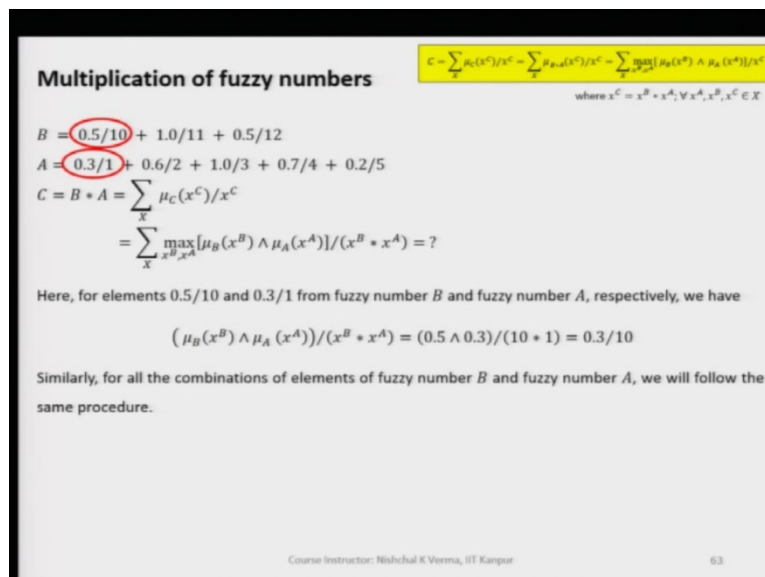 Multiplication of fuzzy numbers
C = ∑_X μ_C(x^C)/x^C = ∑_X μ_{B*A}(x^C)/x^C = ∑_X max_{x^B,x^A}[μ_B(x^B) ∧ μ_A(x^A)]/x^C
where x^C = x^B * x^A; ∀ x^A, x^B, x^C ∈ X
B = 0.5/10 + 1.0/11 + 0.5/12
A = 0.3/1 + 0.6/2 + 1.0/3 + 0.7/4 + 0.2/5
C = B * A = ∑_X μ_C(x^C)/x^C
= ∑_X max_{x^B,x^A}[μ_B(x^B) ∧ μ_A(x^A)]/(x^B * x^A) = ?
Here, for elements 0.5/10 and 0.3/1 from fuzzy number B and fuzzy number A, respectively, we have
(μ_B(x^B) ∧ μ_A (x^A))/(x^B * x^A) = (0.5 ∧ 0.3)/(10 * 1) = 0.3/10
Similarly, for all the combinations of elements of fuzzy number B and fuzzy number A, we will follow the
same procedure.
Course Instructor: Nishchal K Verma, IIT Kanpur
63